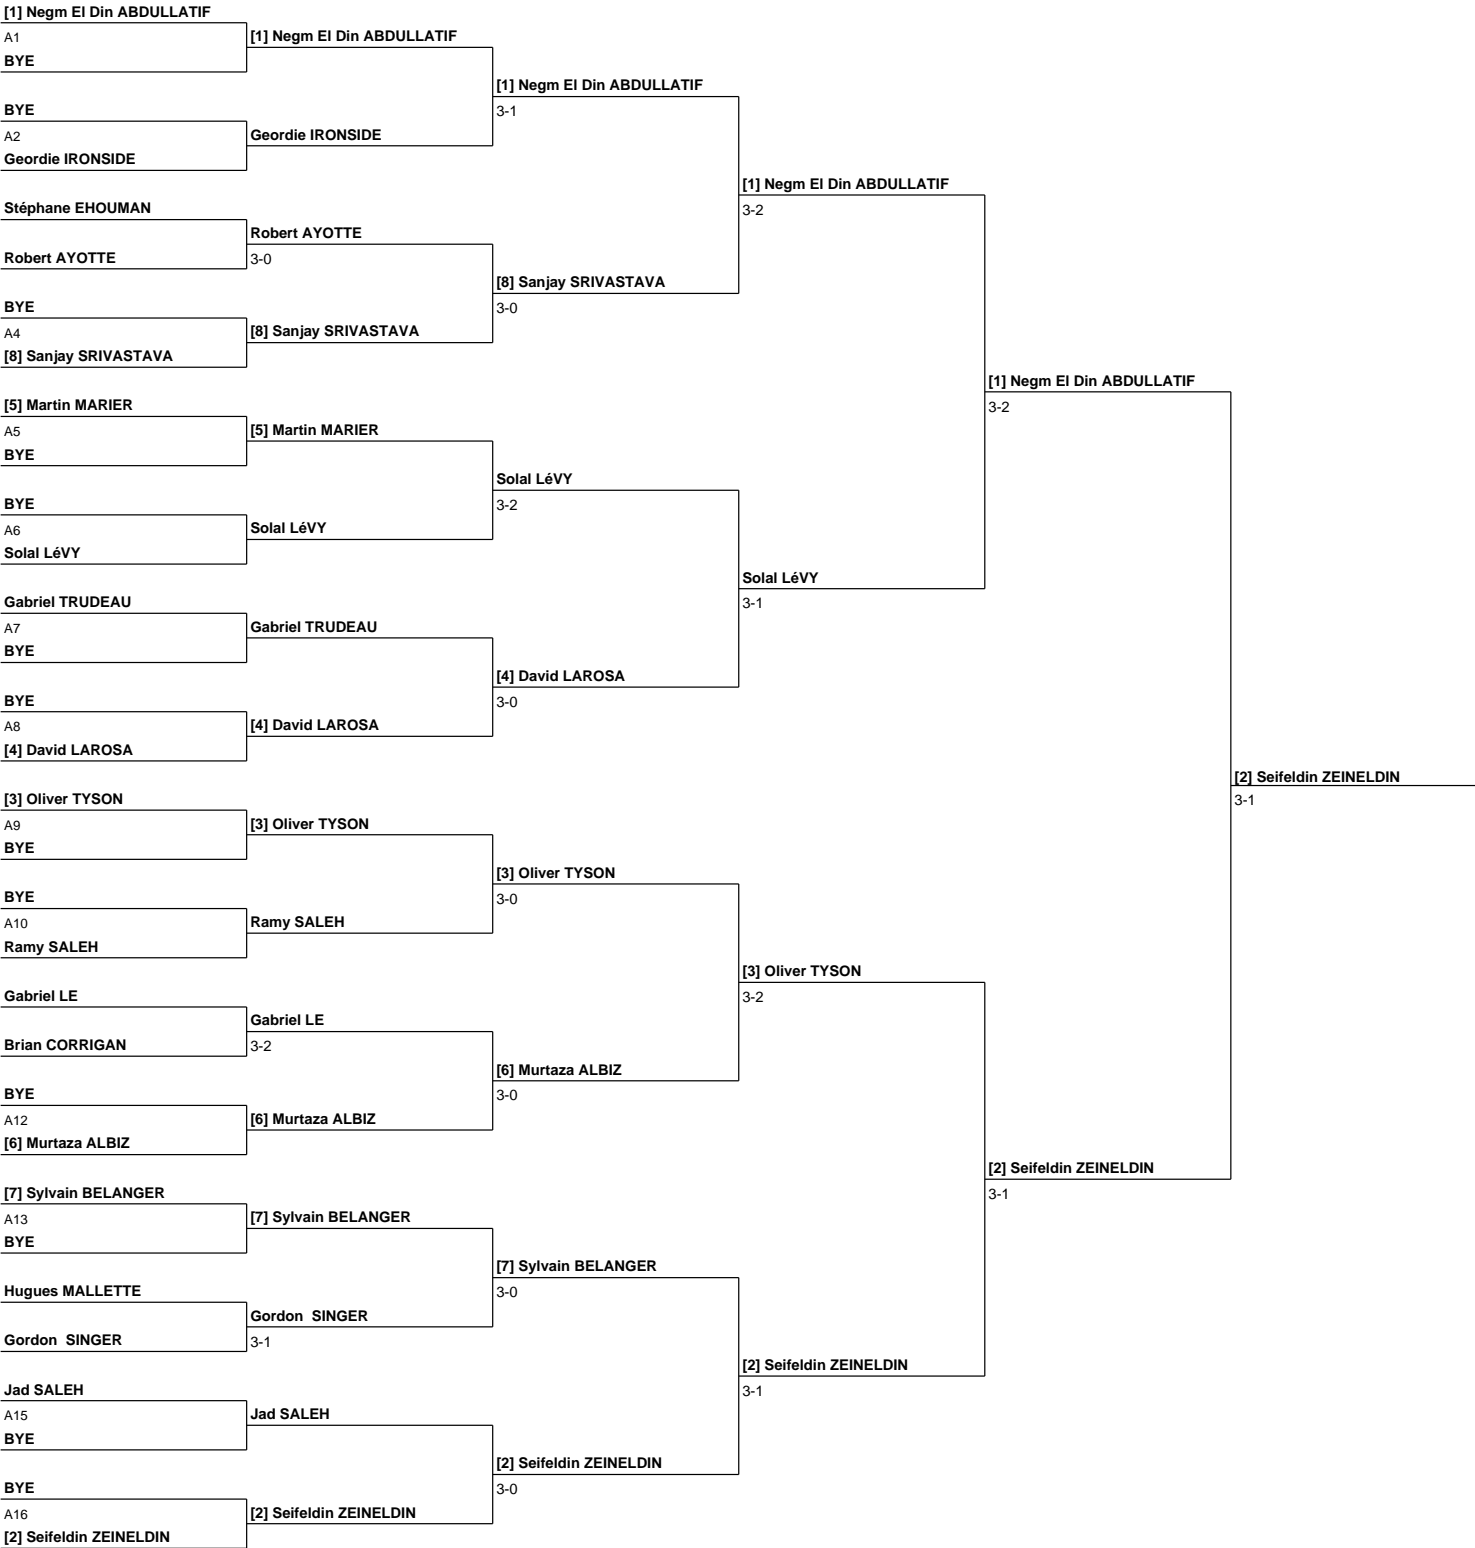 [1] Negm El Din ABDULLATIF
A1
BYE
BYE
A2
Geordie IRONSIDE
Stéphane EHOUMAN
Robert AYOTTE
BYE
A4
[8] Sanjay SRIVASTAVA
[5] Martin MARIER
A5
BYE
BYE
A6
Solal LéVY
Gabriel TRUDEAU
A7
BYE
BYE
A8
[4] David LAROSA
[3] Oliver TYSON
A9
BYE
BYE
A10
Ramy SALEH
Gabriel LE
Brian CORRIGAN
BYE
A12
[6] Murtaza ALBIZ
[7] Sylvain BELANGER
A13
BYE
Hugues MALLETTE
Gordon  SINGER
Jad SALEH
A15
BYE
BYE
A16
[2] Seifeldin ZEINELDIN
[1] Negm El Din ABDULLATIF
Geordie IRONSIDE
Robert AYOTTE
3-0
[8] Sanjay SRIVASTAVA
[5] Martin MARIER
Solal LéVY
Gabriel TRUDEAU
[4] David LAROSA
[3] Oliver TYSON
Ramy SALEH
Gabriel LE
3-2
[6] Murtaza ALBIZ
[7] Sylvain BELANGER
Gordon  SINGER
3-1
Jad SALEH
[2] Seifeldin ZEINELDIN
[1] Negm El Din ABDULLATIF
3-1
[8] Sanjay SRIVASTAVA
3-0
Solal LéVY
3-2
[4] David LAROSA
3-0
[3] Oliver TYSON
3-0
[6] Murtaza ALBIZ
3-0
[7] Sylvain BELANGER
3-0
[2] Seifeldin ZEINELDIN
3-0
[1] Negm El Din ABDULLATIF
3-2
Solal LéVY
3-1
[3] Oliver TYSON
3-2
[2] Seifeldin ZEINELDIN
3-1
[1] Negm El Din ABDULLATIF
3-2
[2] Seifeldin ZEINELDIN
3-1
[2] Seifeldin ZEINELDIN
3-1